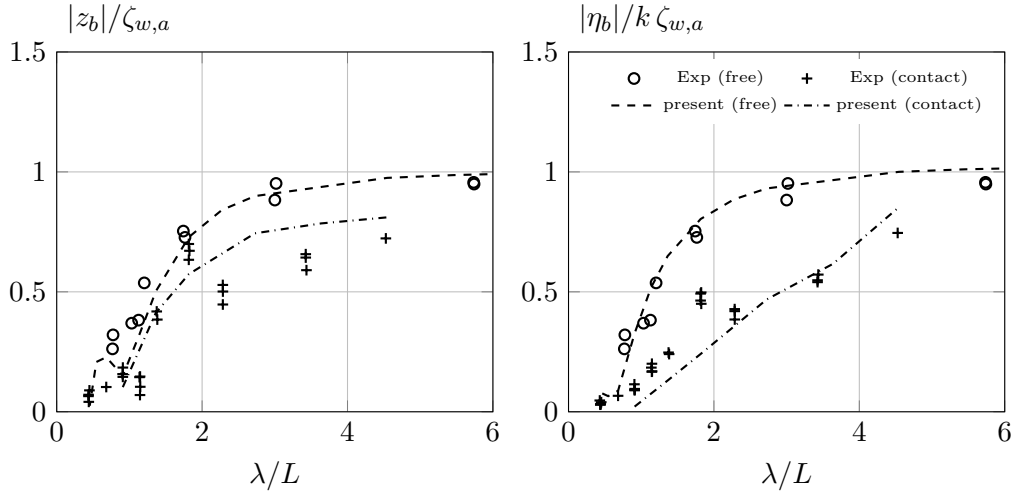 |z_b|/ζ_{w,a}
1.5
1
0.5
0
0 2 4 6
λ/L
|η_b|/k ζ_{w,a}
1.5
1
0.5
0
Exp (free) Exp (contact)
present (free) present (contact)
0 2 4 6
λ/L